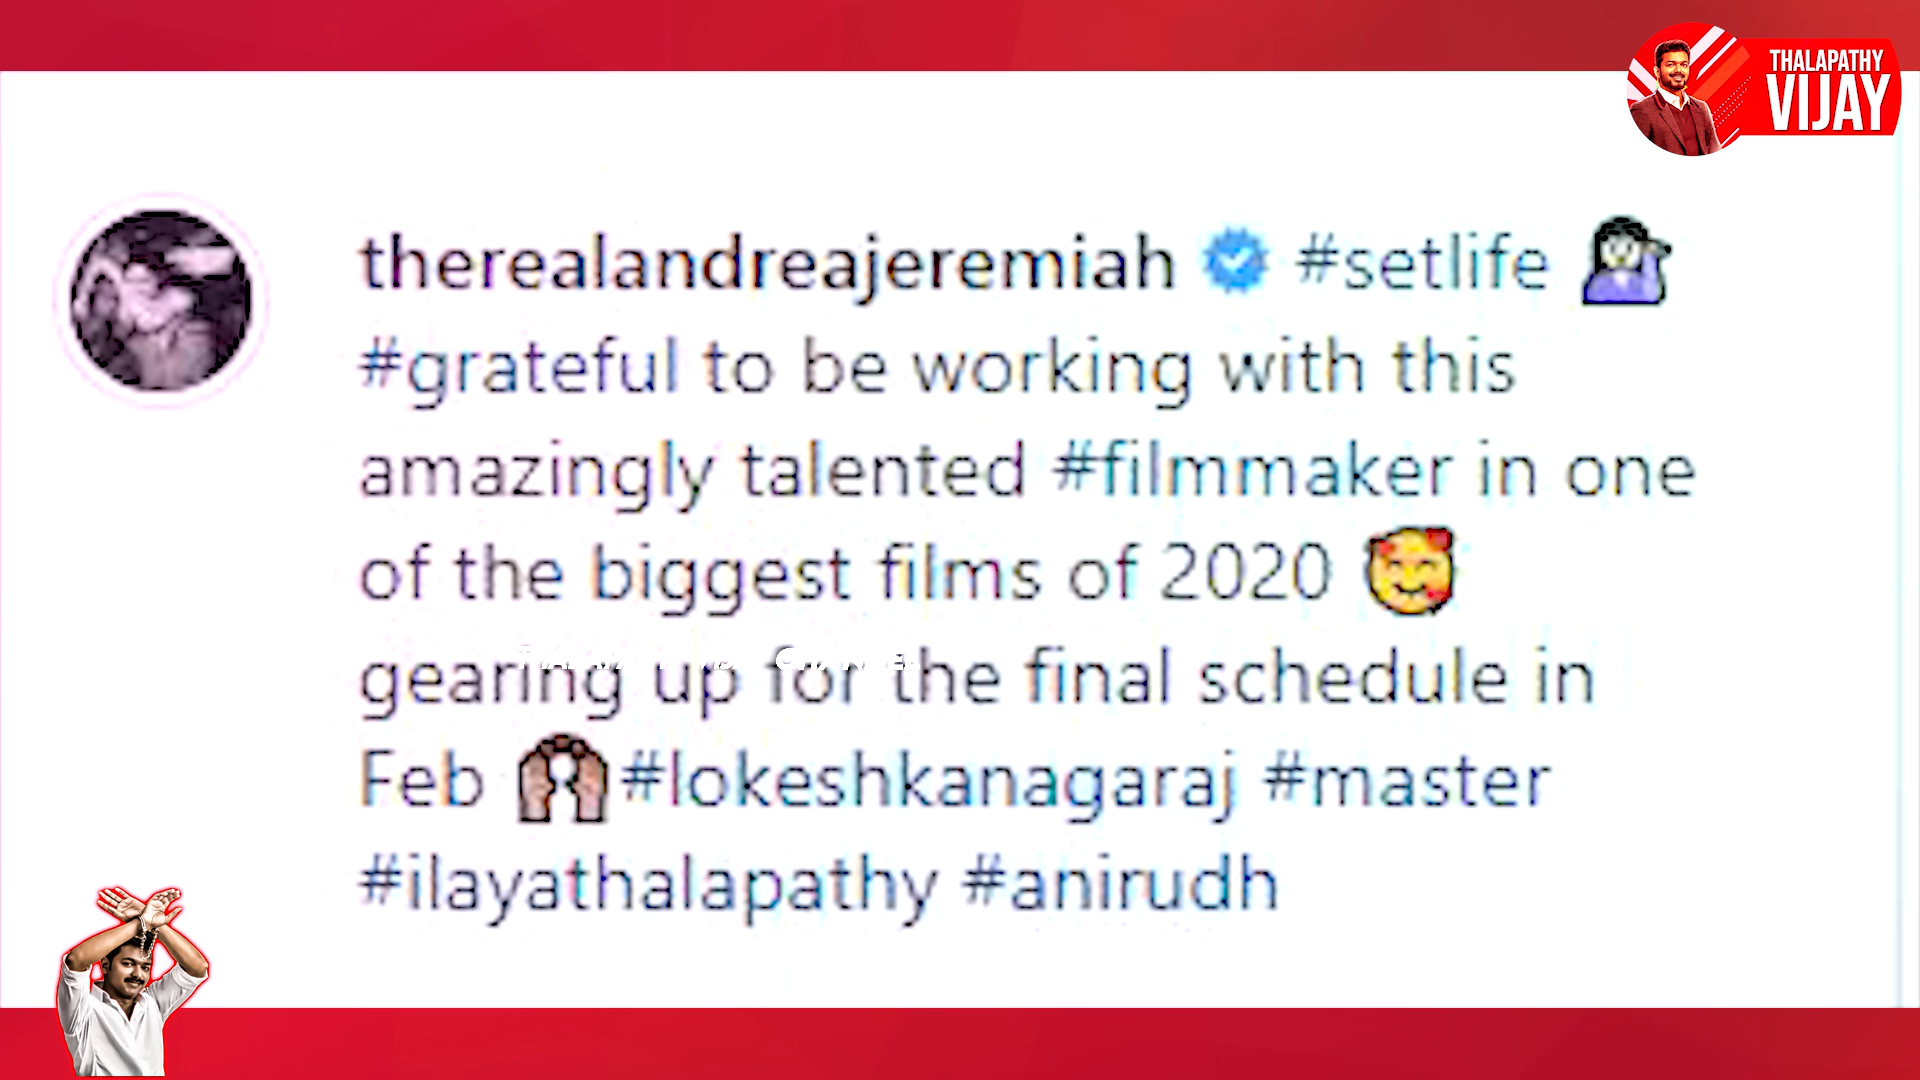 THALAPATHY
VIJAY
therealandreajeremiah #setlife
#grateful to be working with this
amazingly talented #filmmaker in one
of the biggest films of 2020
gearing up for the final schedule in
Feb #lokeshkanagaraj #master
#ilayathalapathy #anirudh